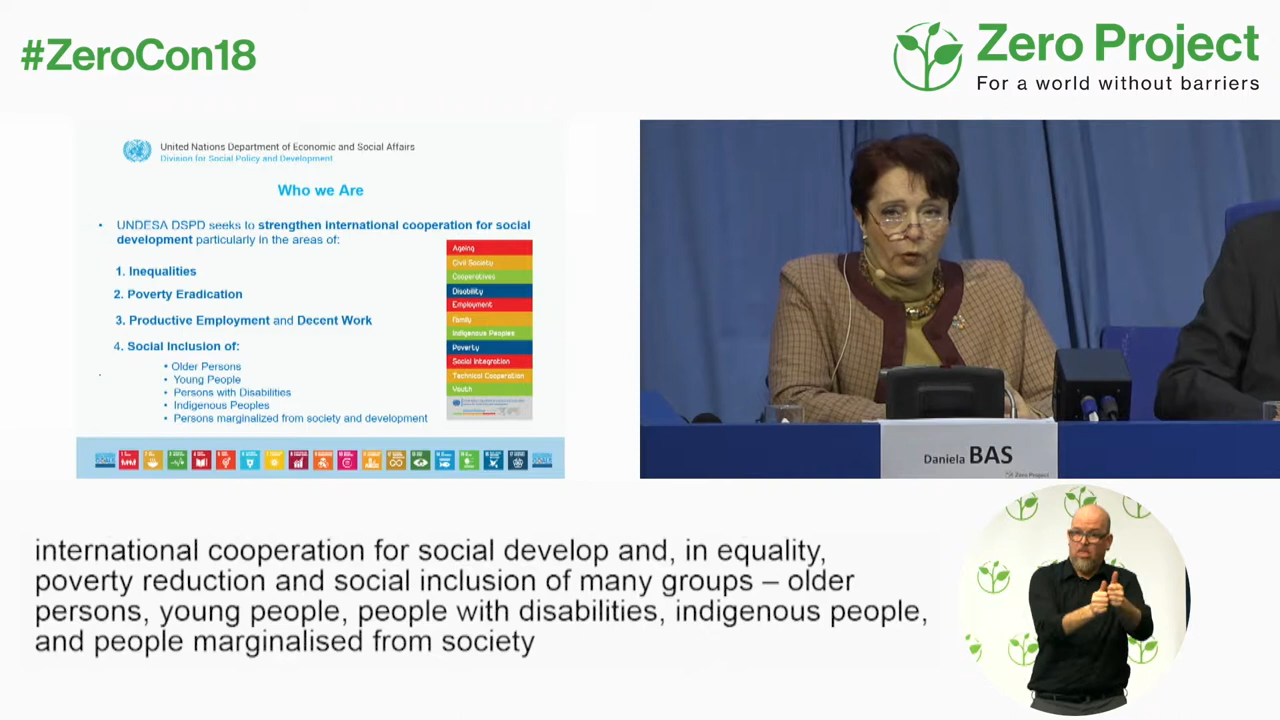 #ZeroCon18
Zero Project
For a world without barriers
United Nations Department of Economic and Social Affairs
Division for Social Policy and Development
Who we Are
• UNDESA DSPD seeks to strengthen international cooperation for social
development particularly in the areas of:
1. Inequalities
2. Poverty Eradication
3. Productive Employment and Decent Work
4. Social Inclusion of:
• Older Persons
• Young People
• Persons with Disabilities
• Indigenous Peoples
• Persons marginalized from society and development
Ageing
Civil Society
Cooperatives
Disability
Employment
Family
Indigenous Peoples
Poverty
Social Integration
Technical Cooperation
Youth
Daniela BAS
Zero Project
international cooperation for social develop and, in equality,
poverty reduction and social inclusion of many groups – older
persons, young people, people with disabilities, indigenous people,
and people marginalised from society